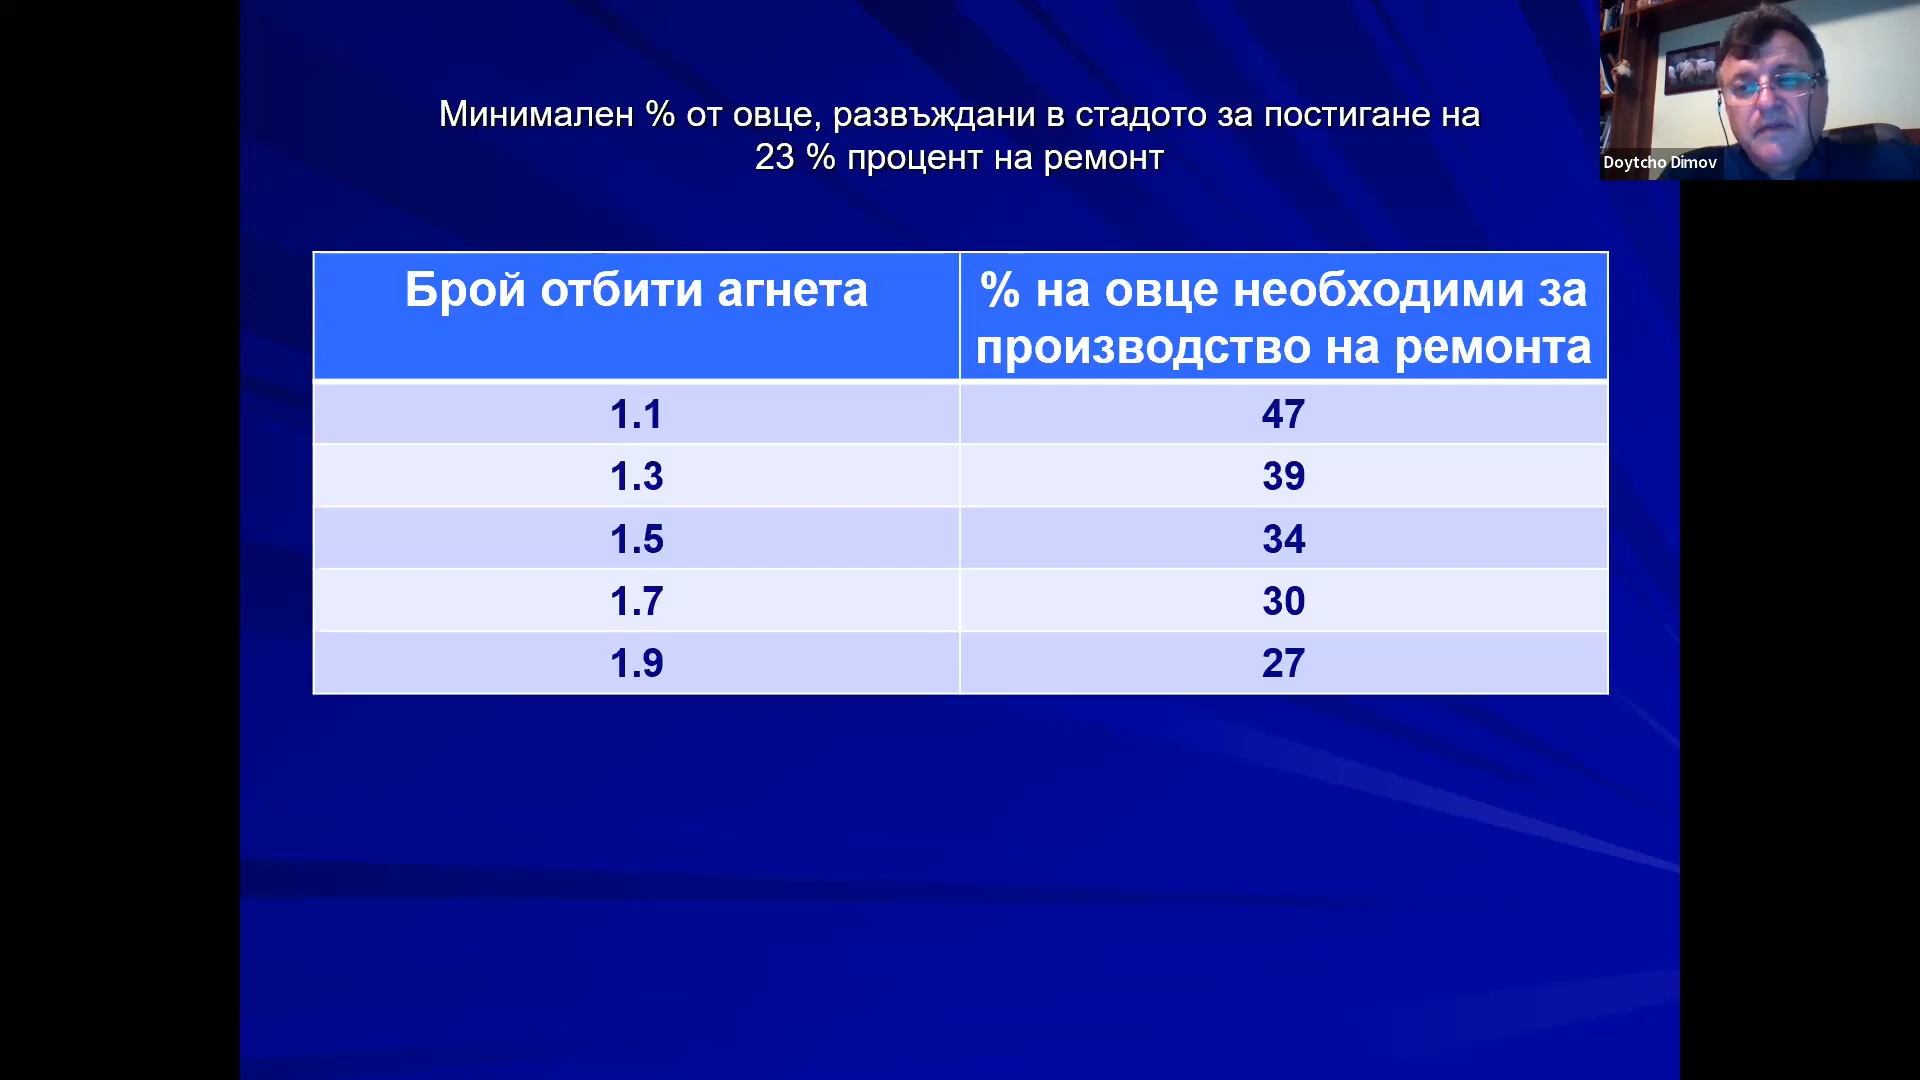 Минимален % от овце, развъждани в стадото за постигане на
23 % процент на ремонт
Doytcho Dimov
Брой отбити агнета
% на овце необходими за
производство на ремонта
1.1 47
1.3 39
1.5 34
1.7 30
1.9 27